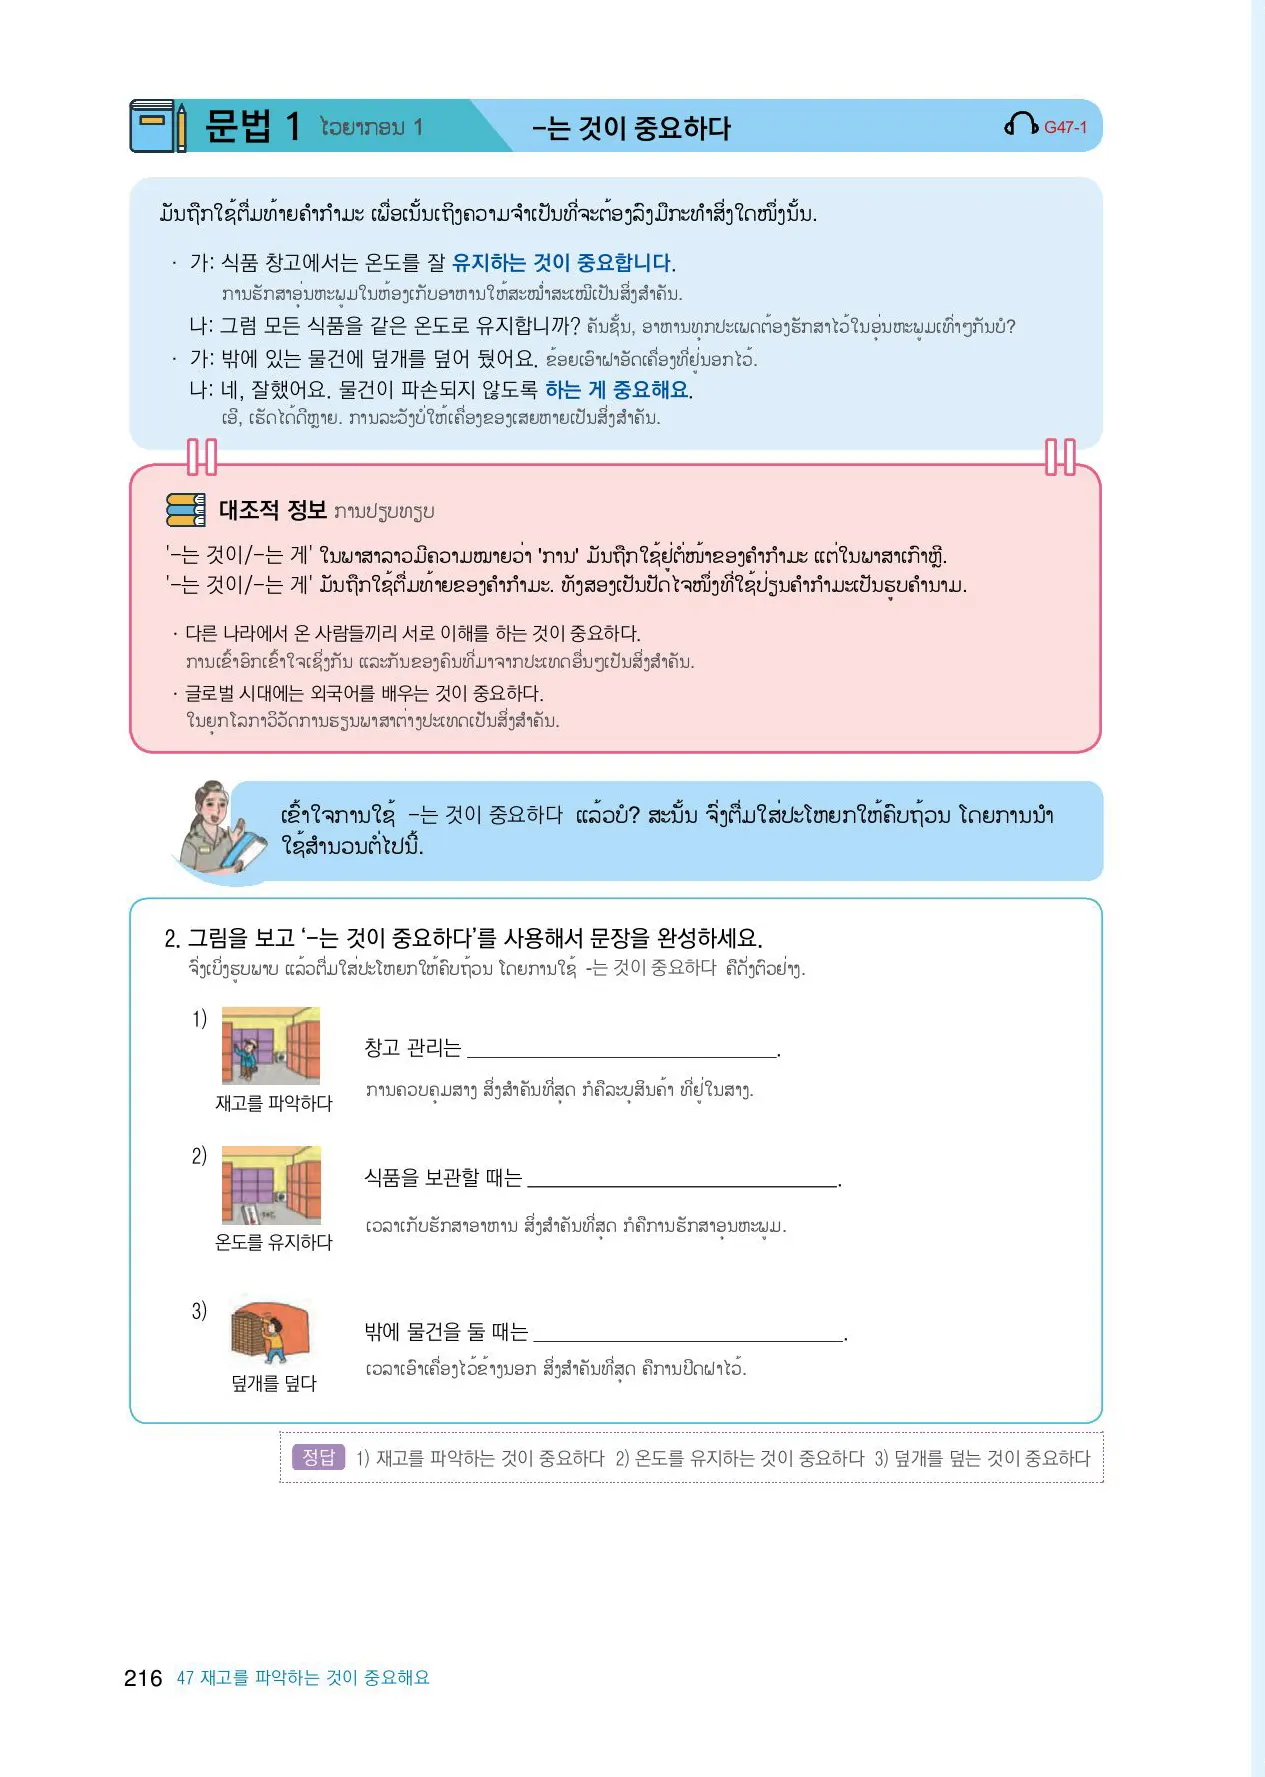 문법 1 ໄວຍາກອນ 1 -는 것이 중요하다 G47-1
ມັນຖືກໃຊ້ຕື່ມທ້າຍຄຳກຳມະ ເພື່ອເນັ້ນເຖິງຄວາມຈຳເປັນທີ່ຈະຕ້ອງລົງມືກະທຳສິ່ງໃດໜຶ່ງນັ້ນ.
· 가: 식품 창고에서는 온도를 잘 유지하는 것이 중요합니다.
ການຮັກສາອຸ່ນຫະພູມໃນຫ້ອງເກັບອາຫານໃຫ້ສະໝ່ຳສະເໝີເປັນສິ່ງສຳຄັນ.
나: 그럼 모든 식품을 같은 온도로 유지합니까? ຄັນຊັ້ນ, ອາຫານທຸກປະເພດຕ້ອງຮັກສາໄວ້ໃນອຸ່ນຫະພູມເທົ່າໆກັນບໍ?
· 가: 밖에 있는 물건에 덮개를 덮어 뒀어요. ຂ້ອຍເອົາຝາອັດເຄື່ອງທີ່ຢູ່ນອກໄວ້.
나: 네, 잘했어요. 물건이 파손되지 않도록 하는 게 중요해요.
ເອີ, ເຮັດໄດ້ດີຫຼາຍ. ການລະວັງບໍ່ໃຫ້ເຄື່ອງຂອງເສຍຫາຍເປັນສິ່ງສຳຄັນ.
대조적 정보 ການປຽບທຽບ
'-는 것이/-는 게' ໃນພາສາລາວມີຄວາມໝາຍວ່າ 'ການ' ມັນຖືກໃຊ້ຢູ່ຕໍ່ໜ້າຂອງຄຳກຳມະ ແຕ່ໃນພາສາເກົາຫຼີ.
'-는 것이/-는 게' ມັນຖືກໃຊ້ຕື່ມທ້າຍຂອງຄຳກຳມະ. ທັງສອງເປັນປັດໄຈໜຶ່ງທີ່ໃຊ້ປ່ຽນຄຳກຳມະເປັນຮູບຄຳນາມ.
· 다른 나라에서 온 사람들끼리 서로 이해를 하는 것이 중요하다.
ການເຂົ້າອົກເຂົ້າໃຈເຊິ່ງກັນ ແລະກັນຂອງຄົນທີ່ມາຈາກປະເທດອື່ນໆເປັນສິ່ງສຳຄັນ.
· 글로벌 시대에는 외국어를 배우는 것이 중요하다.
ໃນຍຸກໂລກາວິວັດການຮຽນພາສາຕ່າງປະເທດເປັນສິ່ງສຳຄັນ.
ເຂົ້າໃຈການໃຊ້ -는 것이 중요하다 ແລ້ວບໍ? ສະນັ້ນ ຈົ່ງຕື່ມໃສ່ປະໂຫຍກໃຫ້ຄົບຖ້ວນ ໂດຍການນຳ
ໃຊ້ສຳນວນຕໍ່ໄປນີ້.
2. 그림을 보고 ‘-는 것이 중요하다’를 사용해서 문장을 완성하세요.
ຈົ່ງເບິ່ງຮູບພາບ ແລ້ວຕື່ມໃສ່ປະໂຫຍກໃຫ້ຄົບຖ້ວນ ໂດຍການໃຊ້ -는 것이 중요하다 ຄືດັ່ງຕົວຢ່າງ.
1)
창고 관리는 ____________________.
ການຄວບຄຸມສາງ ສິ່ງສຳຄັນທີ່ສຸດ ກໍຄືລະບຸສິນຄ້າ ທີ່ຢູ່ໃນສາງ.
재고를 파악하다
2)
식품을 보관할 때는 ____________________.
ເວລາເກັບຮັກສາອາຫານ ສິ່ງສຳຄັນທີ່ສຸດ ກໍຄືການຮັກສາອຸນຫະພູມ.
온도를 유지하다
3)
밖에 물건을 둘 때는 ____________________.
ເວລາເອົາເຄື່ອງໄວ້ຂ້າງນອກ ສິ່ງສຳຄັນທີ່ສຸດ ຄືການປິດຝາໄວ້.
덮개를 덮다
정답 1) 재고를 파악하는 것이 중요하다 2) 온도를 유지하는 것이 중요하다 3) 덮개를 덮는 것이 중요하다
216 47 재고를 파악하는 것이 중요해요